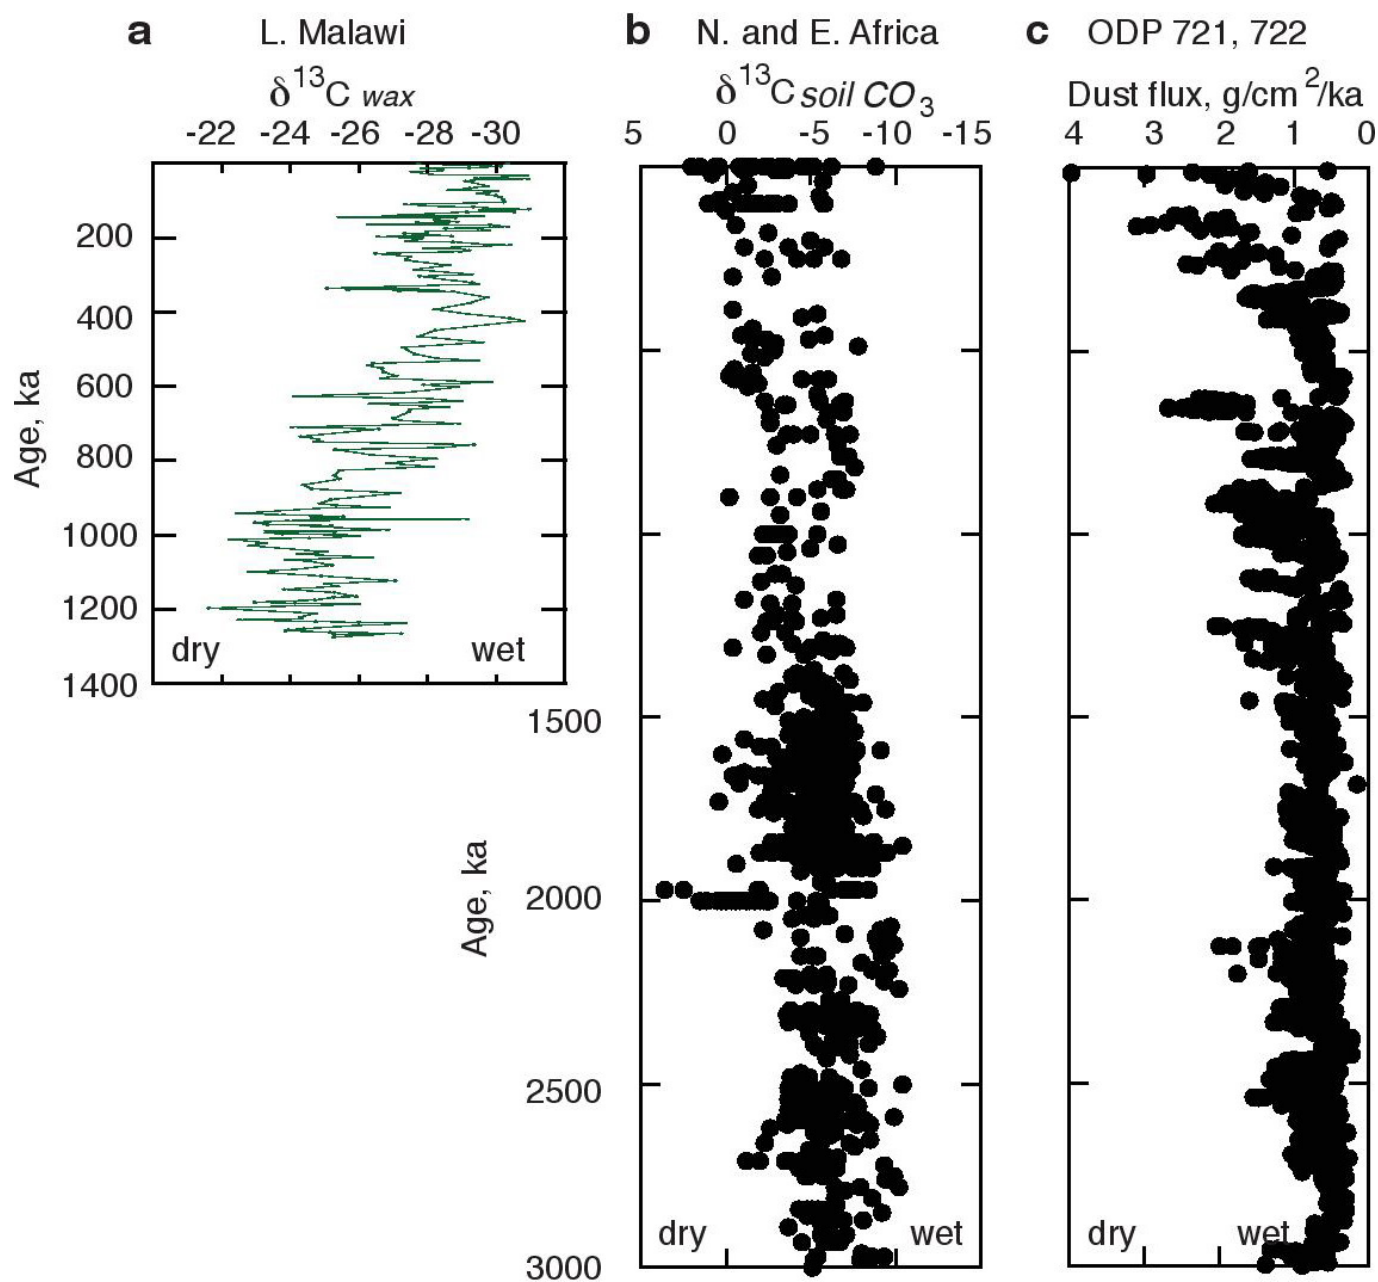 a L. Malawi
δ¹³C wax
-22 -24 -26 -28 -30
200
400
600
800
1000
1200
1400
Age, ka
dry wet
b N. and E. Africa
δ¹³C soil CO₃
5 0 -5 -10 -15
1500
2000
2500
3000
Age, ka
dry wet
c ODP 721, 722
Dust flux, g/cm²/ka
4 3 2 1 0
dry wet